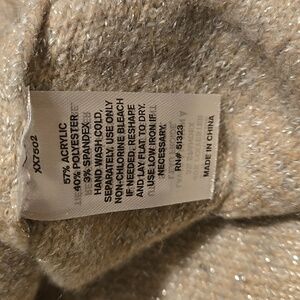 XX7502
57% ACRYLIC
40% POLYESTER
3% SPANDEX
HAND WASH COLD
SEPARATELY. USE ONLY
NON-CHLORINE BLEACH
IF NEEDED. RESHAPE
AND LAY FLAT TO DRY.
USE LOW IRON IF
NECESSARY.
RN# 61323
MADE IN CHINA